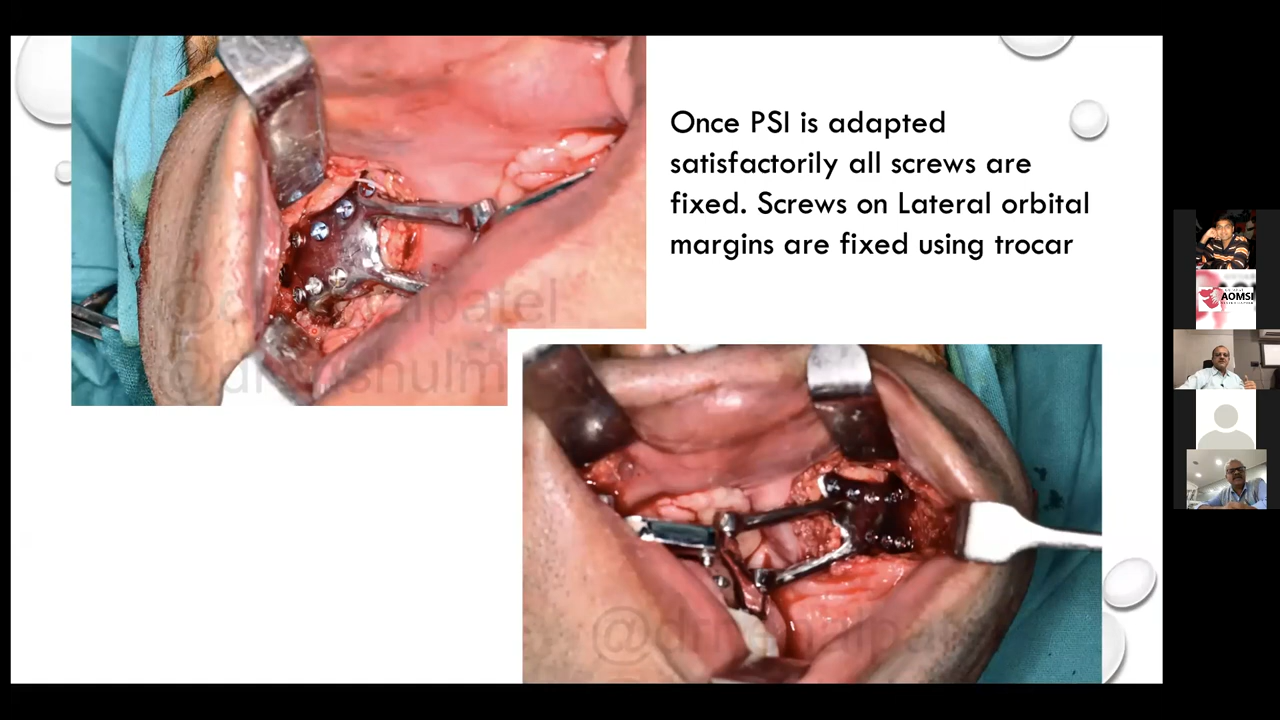 Once PSI is adapted
satisfactorily all screws are
fixed. Screws on Lateral orbital
margins are fixed using trocar
AOMSI